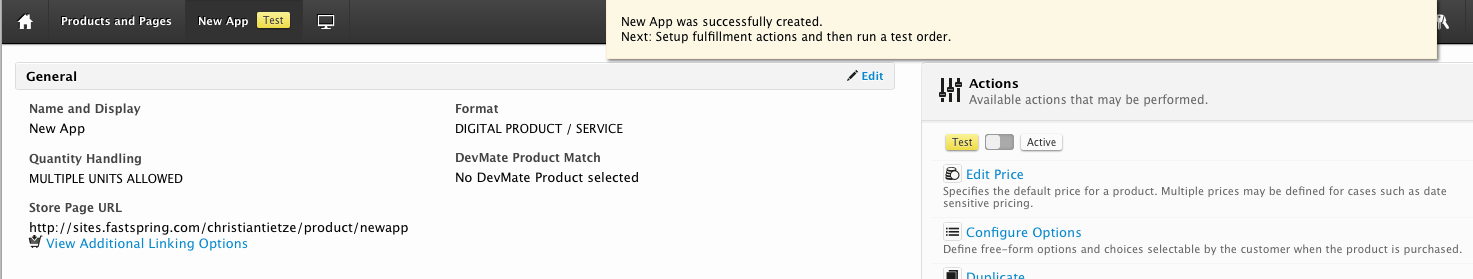 Products and Pages
New App Test
New App was successfully created.
Next: Setup fulfillment actions and then run a test order.
General
Edit
Name and Display
New App
Format
DIGITAL PRODUCT / SERVICE
Quantity Handling
MULTIPLE UNITS ALLOWED
DevMate Product Match
No DevMate Product selected
Store Page URL
http://sites.fastspring.com/christiantietze/product/newapp
View Additional Linking Options
Actions
Available actions that may be performed.
Test Active
Edit Price
Specifies the default price for a product. Multiple prices may be defined for cases such as date
sensitive pricing.
Configure Options
Define free-form options and choices selectable by the customer when the product is purchased.
Duplicate